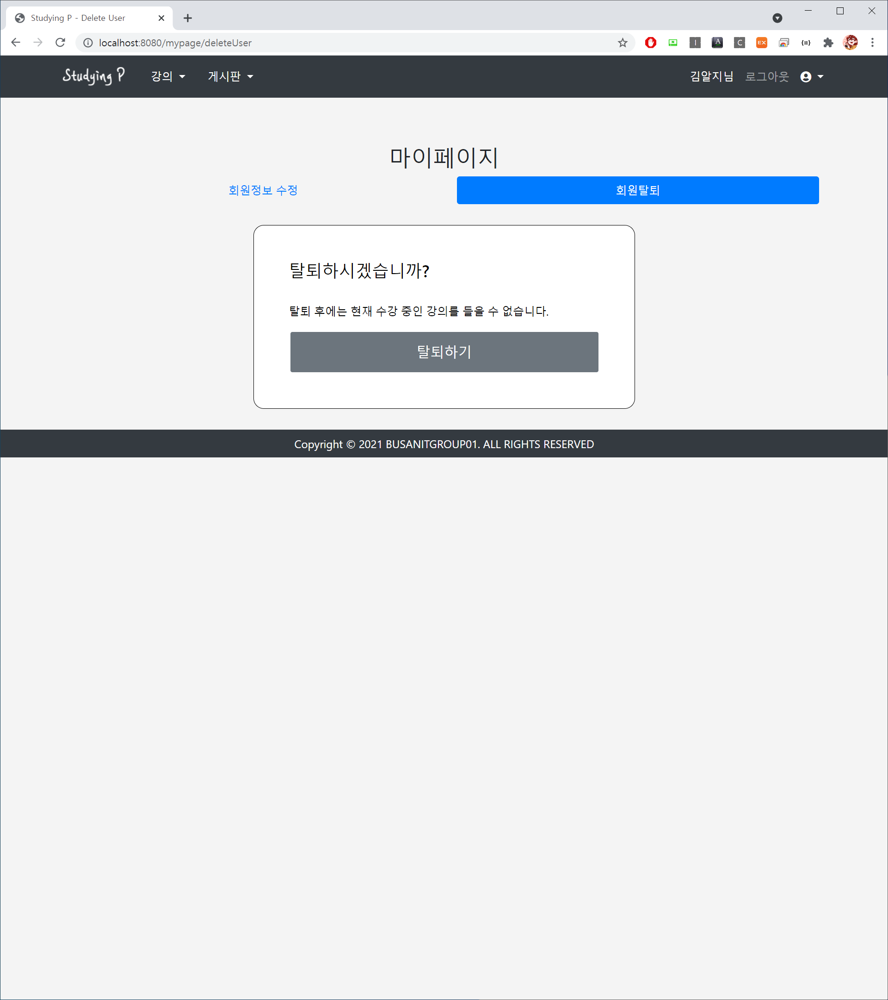 Studying P - Delete User
localhost:8080/mypage/deleteUser
Studying P 강의 게시판 김알지님 로그아웃
마이페이지
회원정보 수정 회원탈퇴
탈퇴하시겠습니까?
탈퇴 후에는 현재 수강 중인 강의를 들을 수 없습니다.
탈퇴하기
Copyright © 2021 BUSANITGROUP01. ALL RIGHTS RESERVED